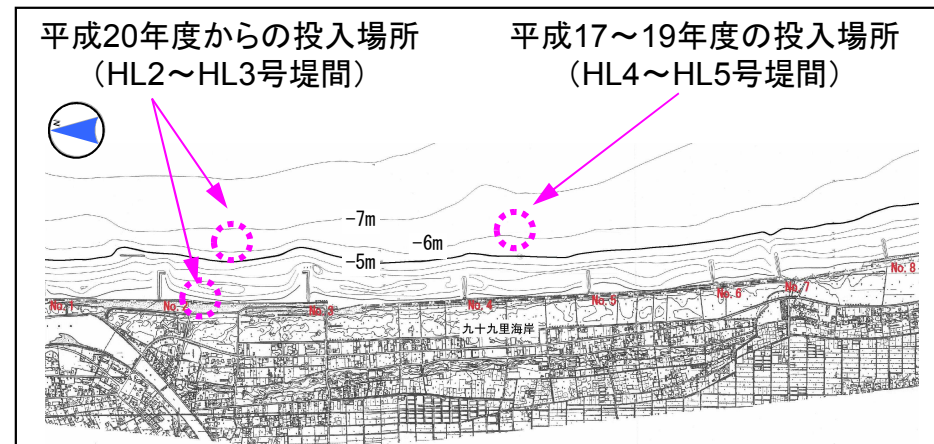 平成20年度からの投入場所
（HL2～HL3号堤間）
平成17～19年度の投入場所
（HL4～HL5号堤間）
N
-7m
-6m
-5m
No.1
No.2
No.3
No.4
No.5
No.6
No.7
No.8
九十九里海岸